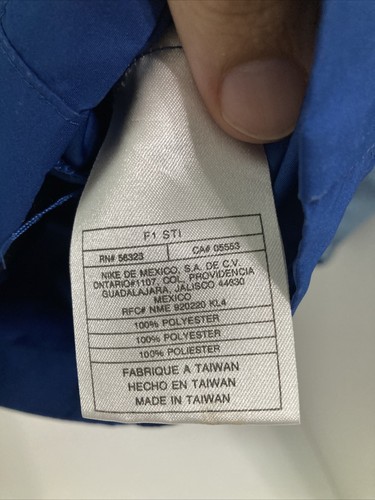 F1 STI
RN# 56323 CA# 05553
NIKE DE MEXICO, S.A. DE C.V.
ONTARIO#1107, COL. PROVIDENCIA
GUADALAJARA, JALISCO 44630
MEXICO
RFC# NME 920220 KL4
100% POLYESTER
100% POLYESTER
100% POLIESTER
FABRIQUE A TAIWAN
HECHO EN TAIWAN
MADE IN TAIWAN